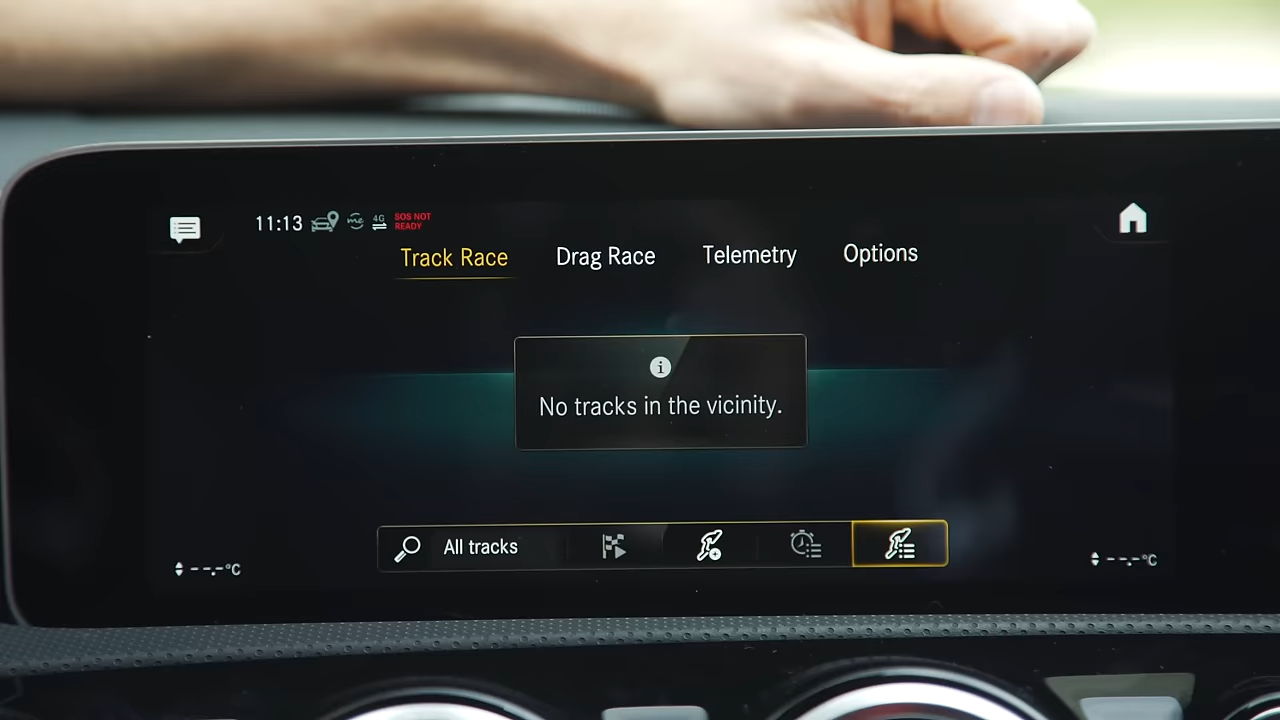 11:13 me 4G SOS NOT
READY
Track Race Drag Race Telemetry Options
i
No tracks in the vicinity.
All tracks
--.-°C --.-°C